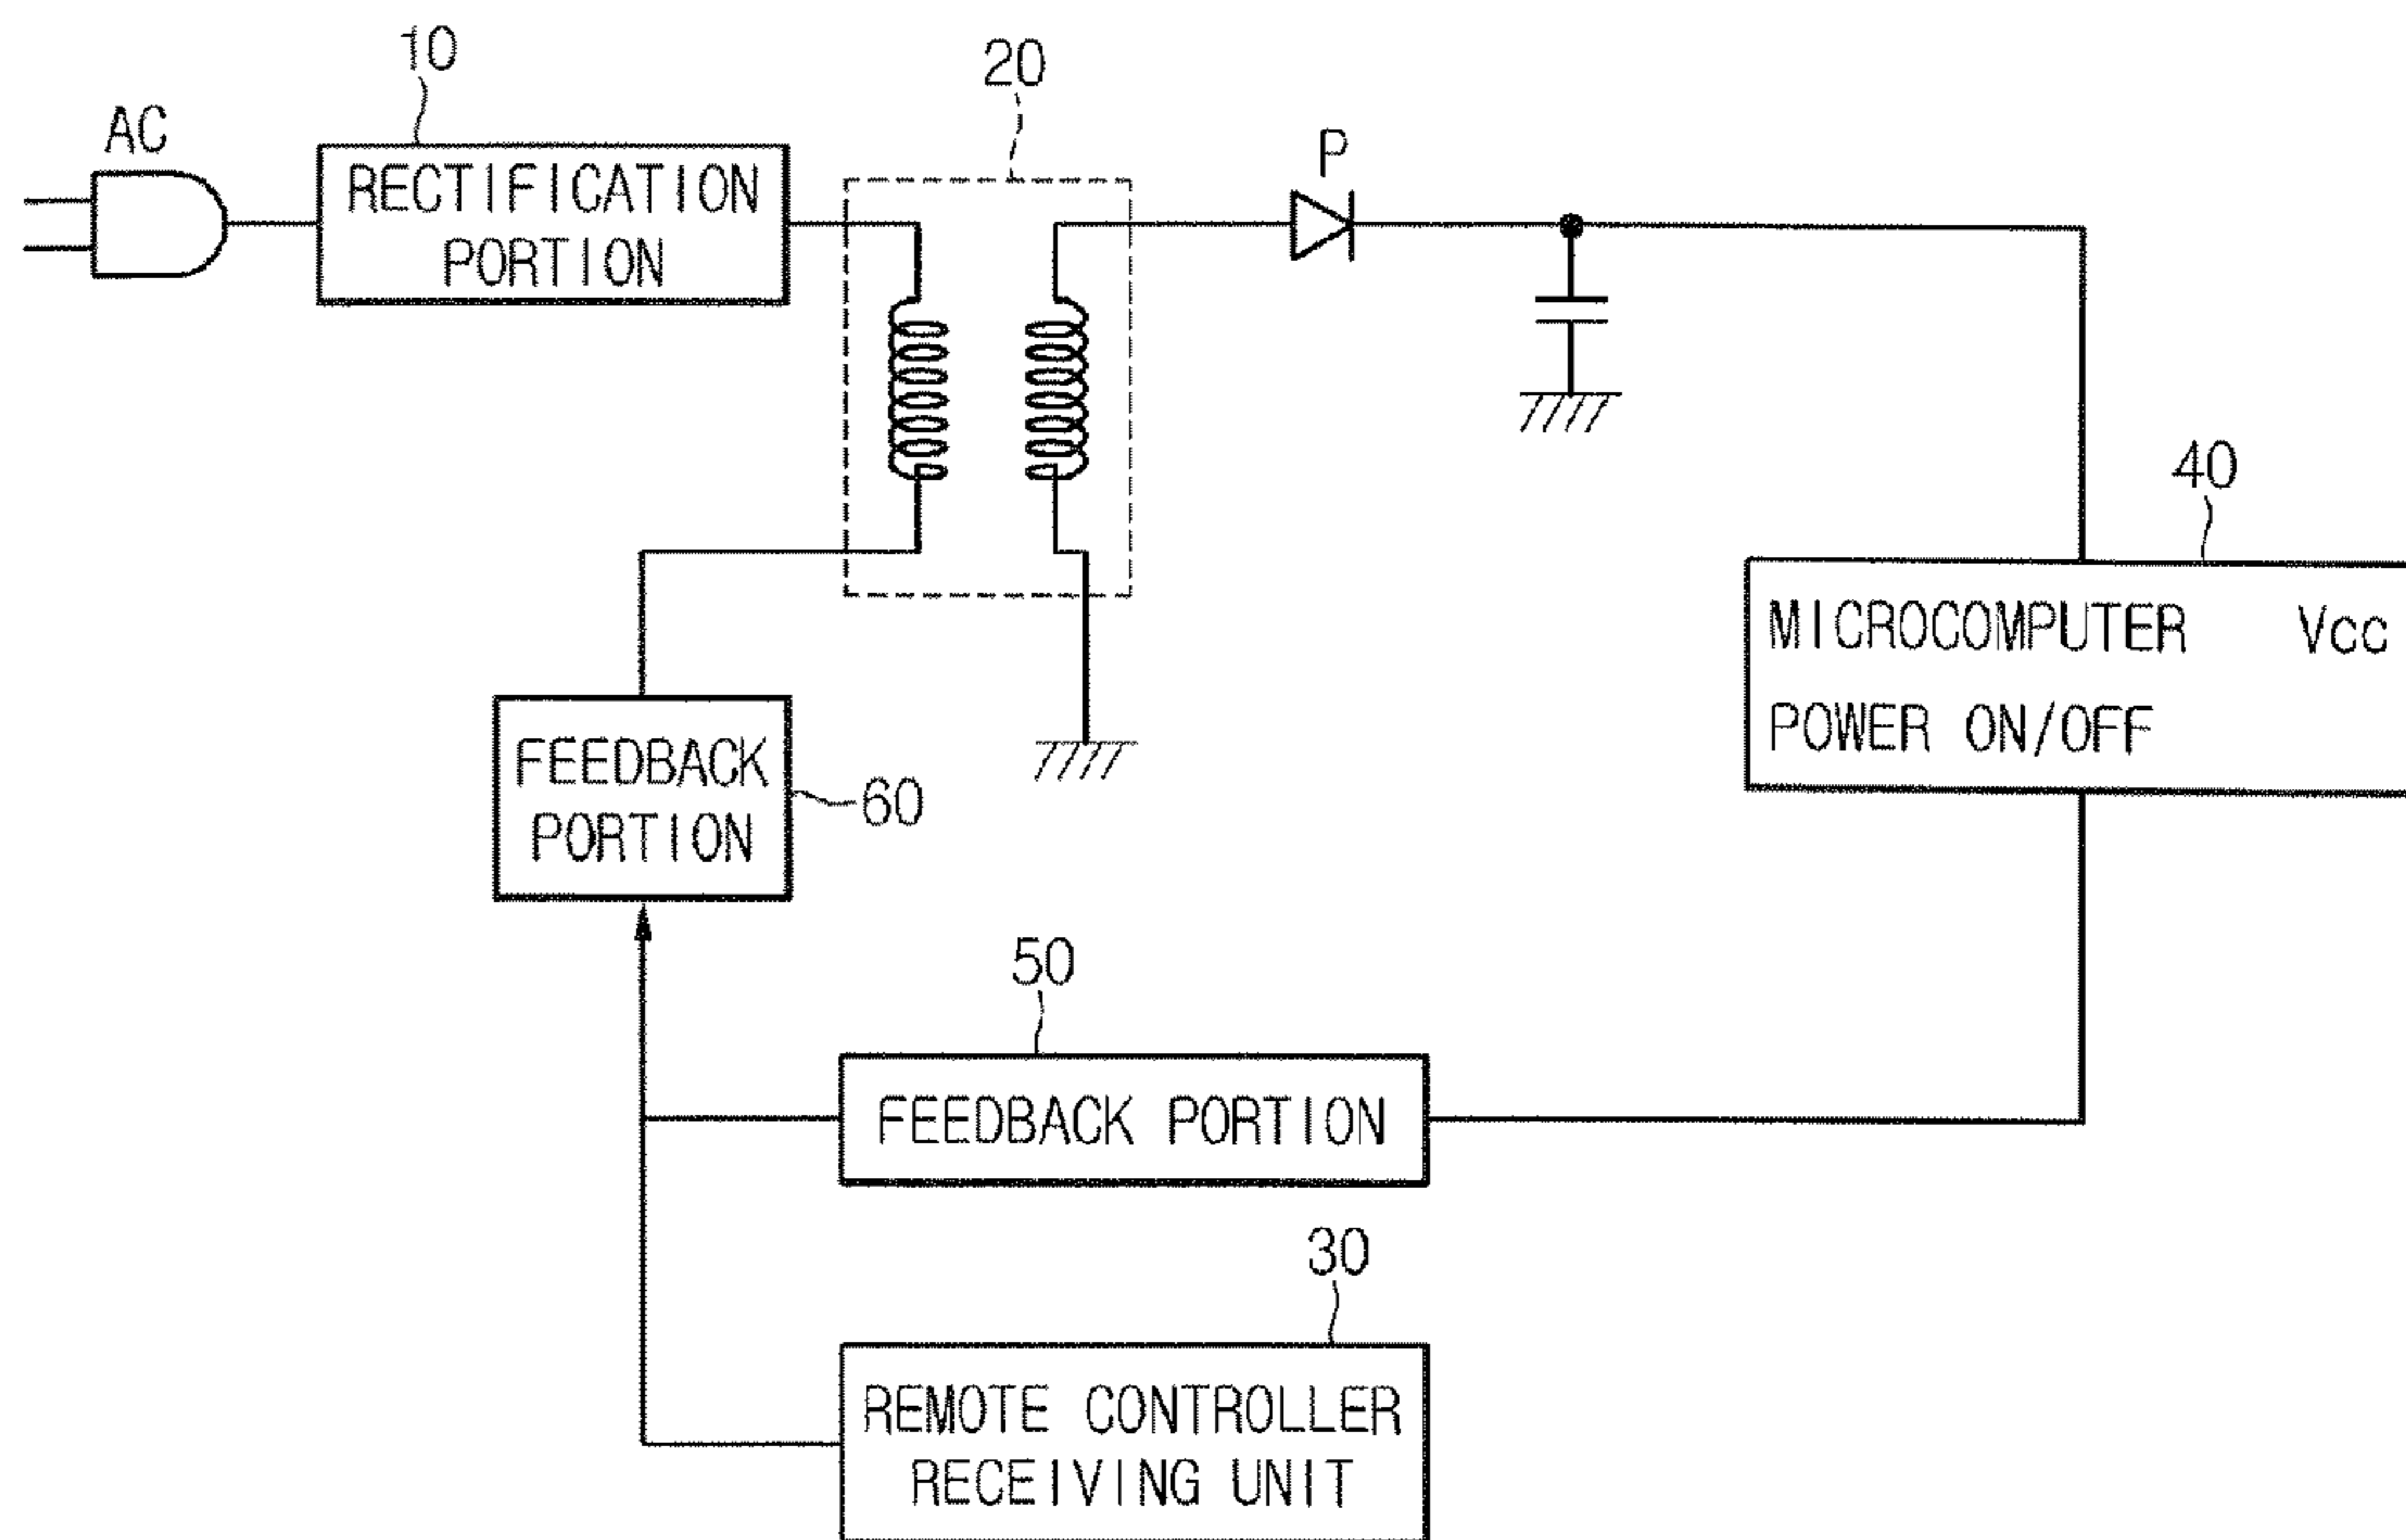 10
20
AC
P
RECTIFICATION
PORTION
40
MICROCOMPUTER Vcc
POWER ON/OFF
FEEDBACK
PORTION
60
50
FEEDBACK PORTION
30
REMOTE CONTROLLER
RECEIVING UNIT